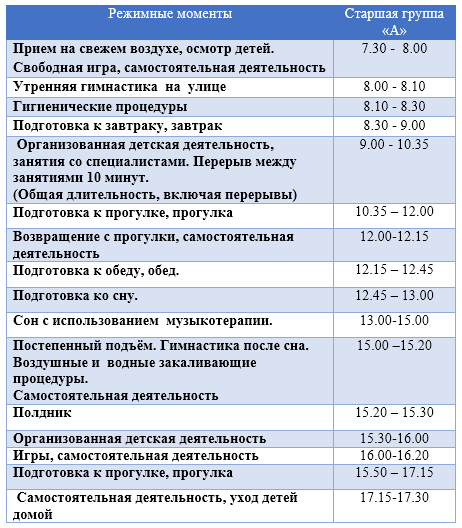 Режимные моменты
Старшая группа
«А»
Прием на свежем воздухе, осмотр детей.
Свободная игра, самостоятельная деятельность
7.30 - 8.00
Утренняя гимнастика на улице
8.00 - 8.10
Гигиенические процедуры
8.10 - 8.30
Подготовка к завтраку, завтрак
8.30 - 9.00
Организованная детская деятельность,
занятия со специалистами. Перерыв между
занятиями 10 минут.
(Общая длительность, включая перерывы)
9.00 - 10.35
Подготовка к прогулке, прогулка
10.35 – 12.00
Возвращение с прогулки, самостоятельная
деятельность
12.00-12.15
Подготовка к обеду, обед.
12.15 – 12.45
Подготовка ко сну.
12.45 – 13.00
Сон с использованием музыкотерапии.
13.00-15.00
Постепенный подъём. Гимнастика после сна.
Воздушные и водные закаливающие
процедуры.
Самостоятельная деятельность
15.00 –15.20
Полдник
15.20 – 15.30
Организованная детская деятельность
15.30-16.00
Игры, самостоятельная деятельность
16.00-16.20
Подготовка к прогулке, прогулка
15.50 – 17.15
Самостоятельная деятельность, уход детей
домой
17.15-17.30